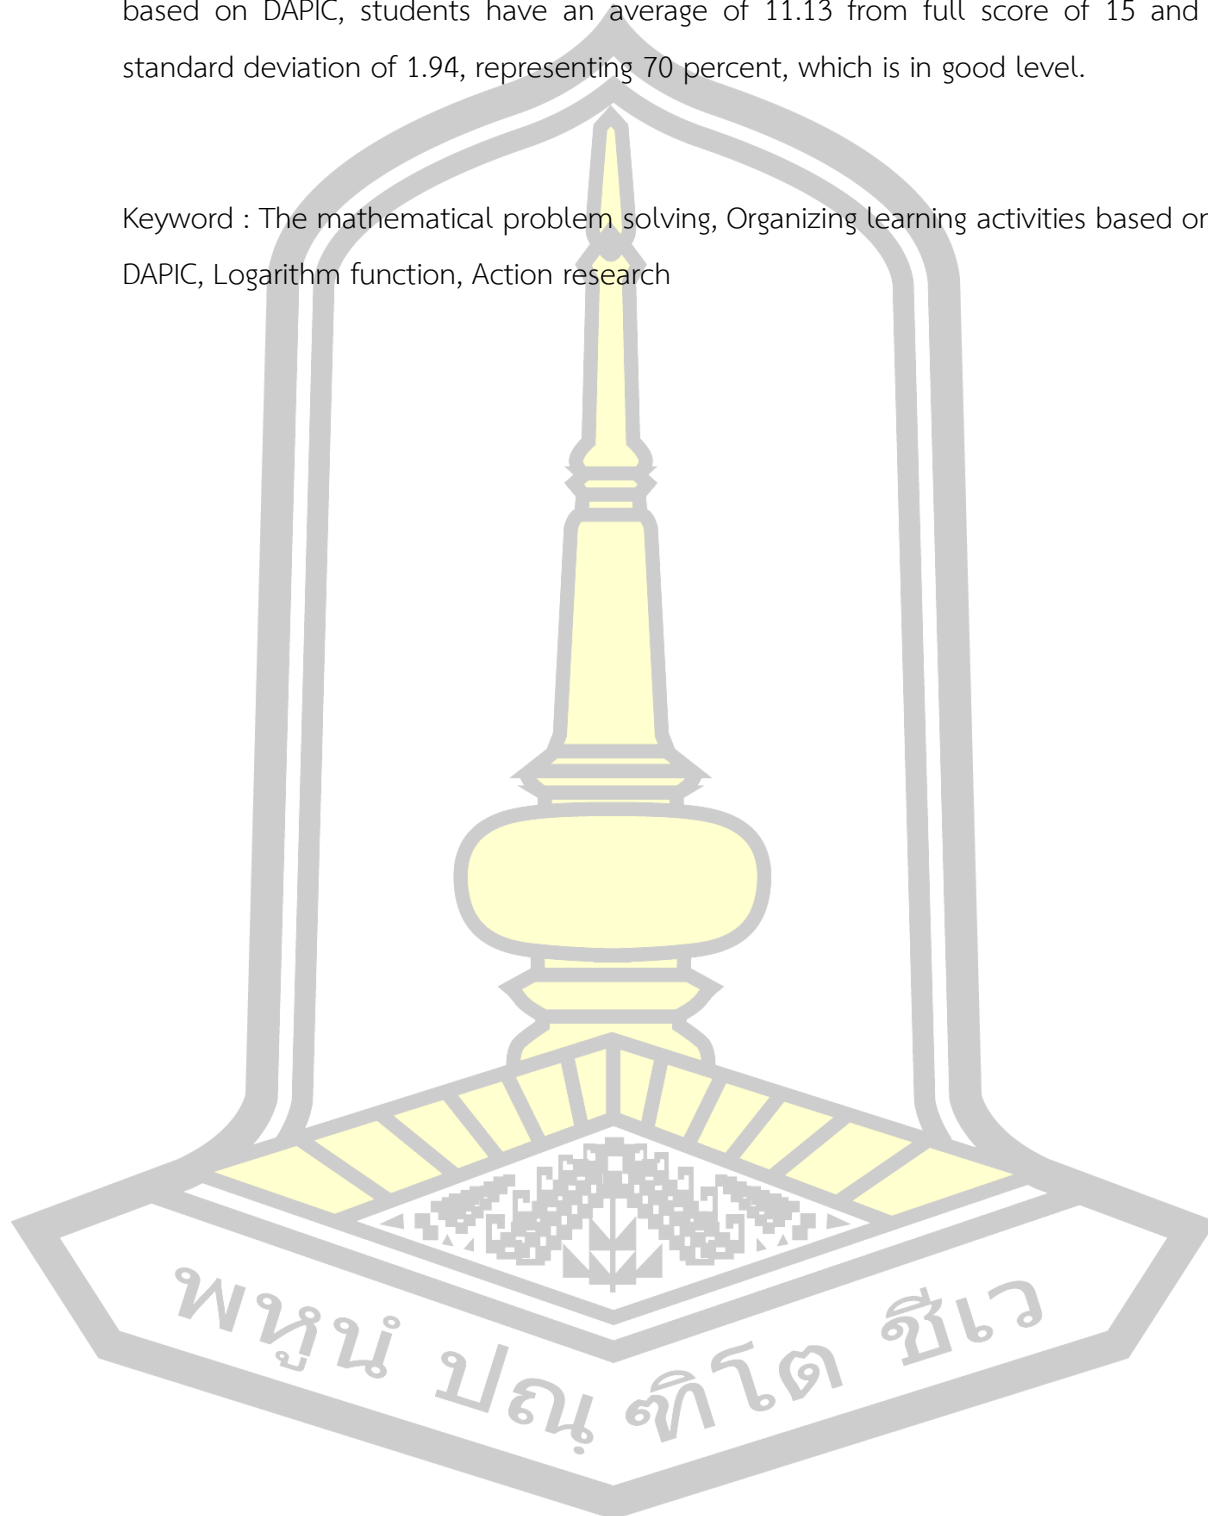 based on DAPIC, students have an average of 11.13 from full score of 15 and
standard deviation of 1.94, representing 70 percent, which is in good level.
Keyword : The mathematical problem solving, Organizing learning activities based on
DAPIC, Logarithm function, Action research
พหูนํ ปณฺ ฑิโต ชีเว